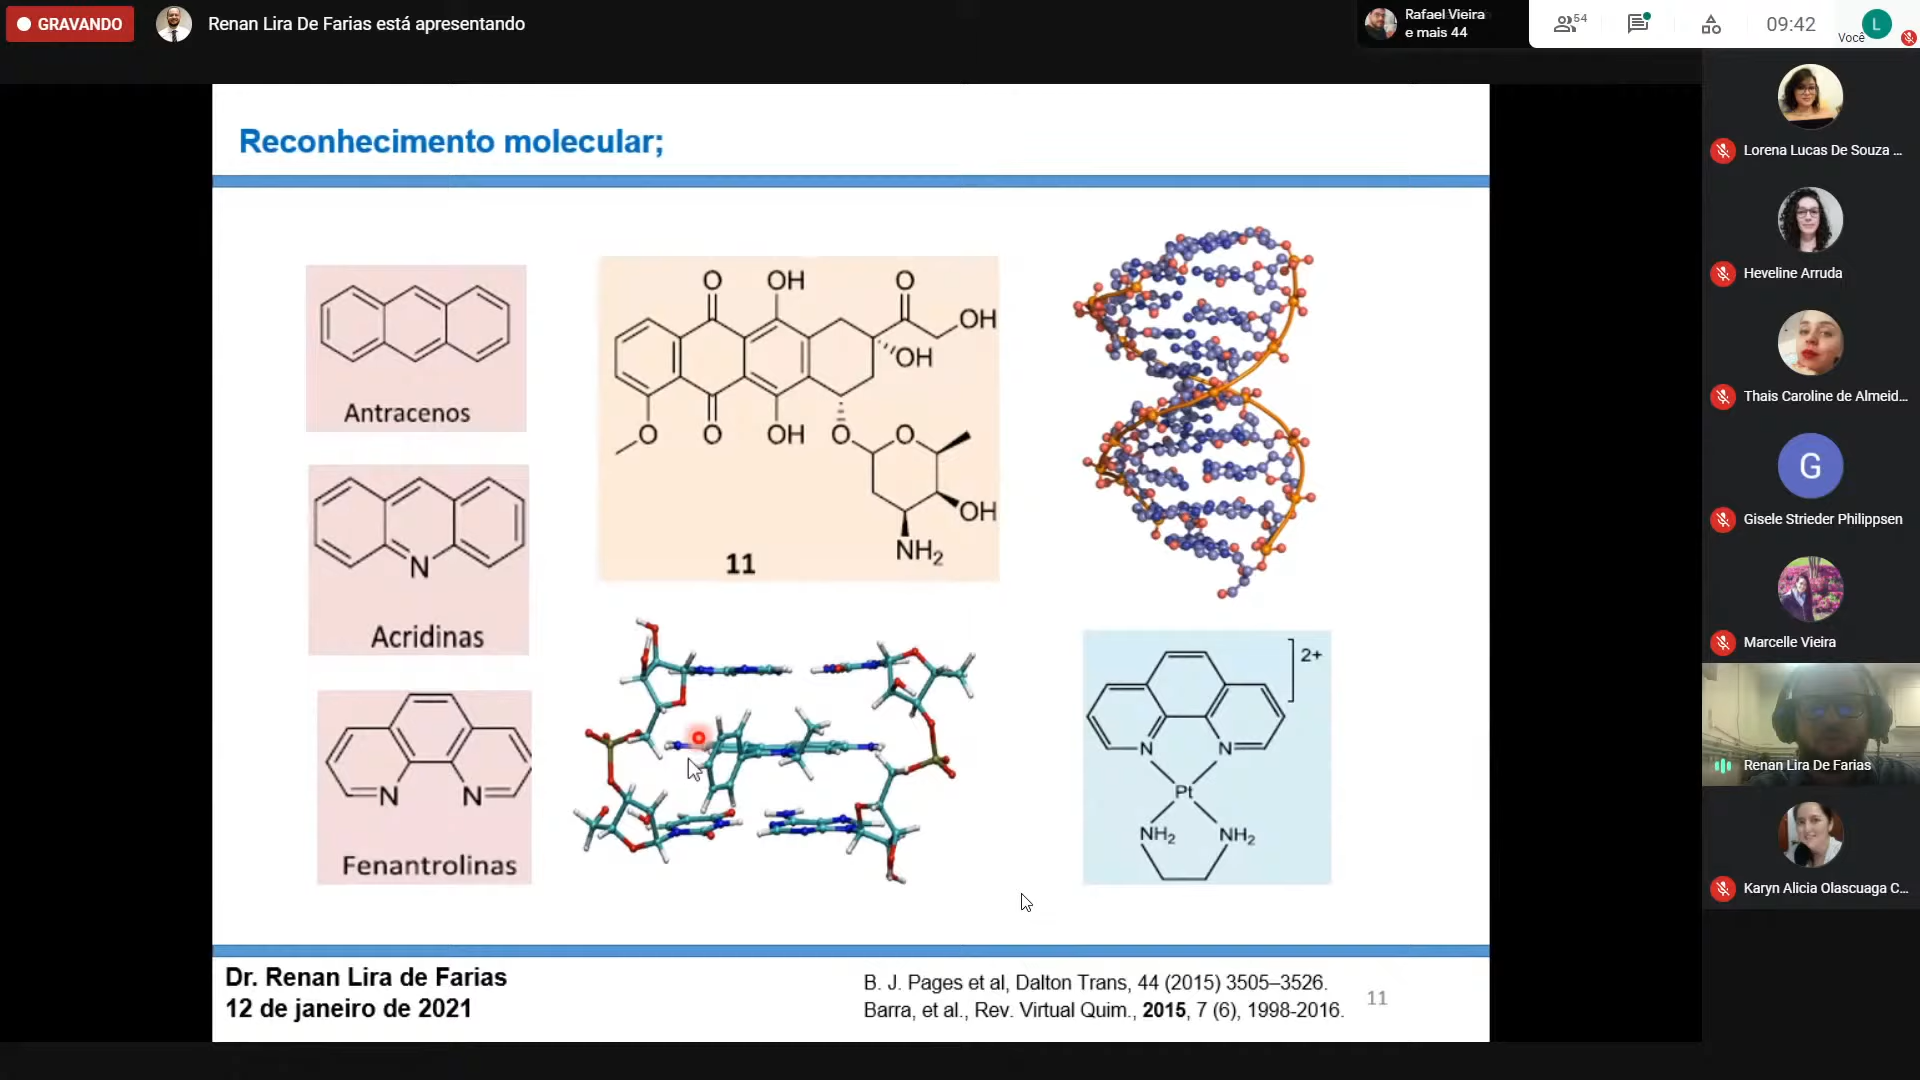 GRAVANDO
Renan Lira De Farias está apresentando
Rafael Vieira
e mais 44
54
09:42
Você
L
Reconhecimento molecular;
Antracenos
N
Acridinas
N N
Fenantrolinas
O OH O
OH
OH
O O OH O O
OH
NH2
11
]2+
N N
Pt
NH2 NH2
Dr. Renan Lira de Farias
12 de janeiro de 2021
B. J. Pages et al, Dalton Trans, 44 (2015) 3505–3526.
Barra, et al., Rev. Virtual Quim., 2015, 7 (6), 1998-2016.
11
Lorena Lucas De Souza ...
Heveline Arruda
Thais Caroline de Almeid...
G
Gisele Strieder Philippsen
Marcelle Vieira
Renan Lira De Farias
Karyn Alicia Olascuaga C...